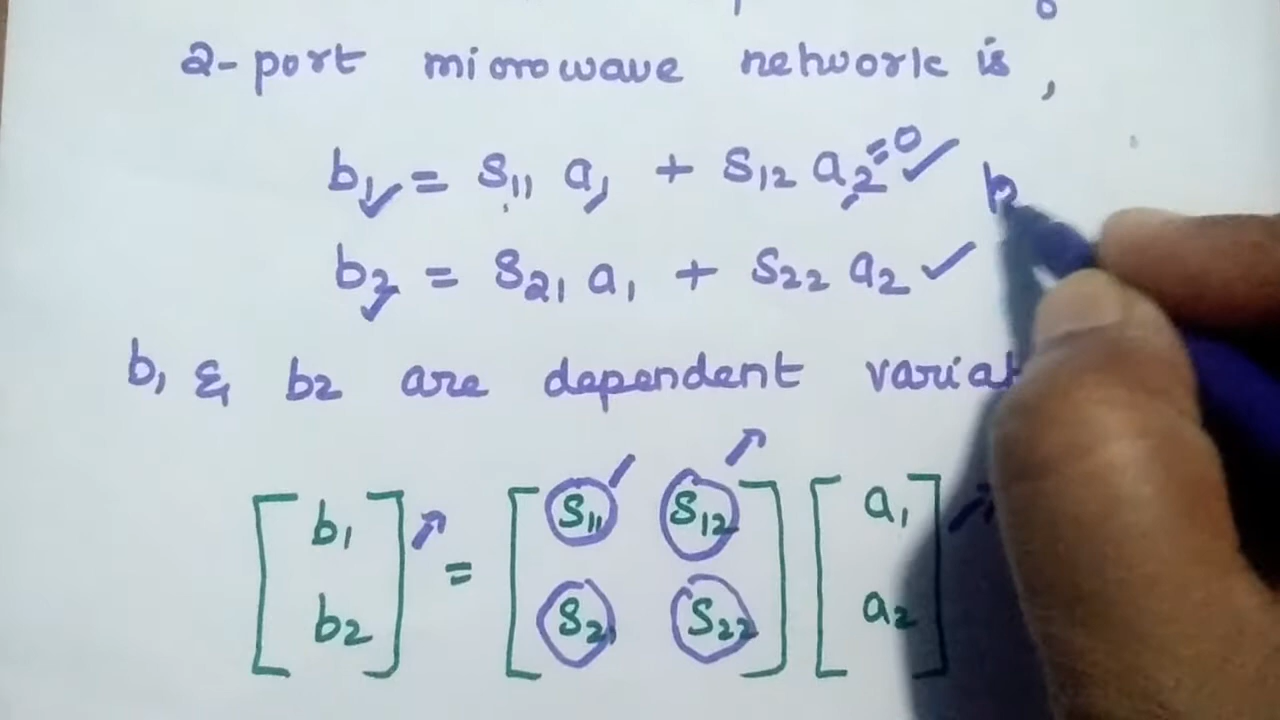 2-port microwave network is,
b1 = S11 a1 + S12 a2 =0 b
b2 = S21 a1 + S22 a2
b1 & b2 are dependent
[ b1 ] = [ S11 S12 ] [ a1 ]
[ b2 ] [ S21 S22 ] [ a2 ]